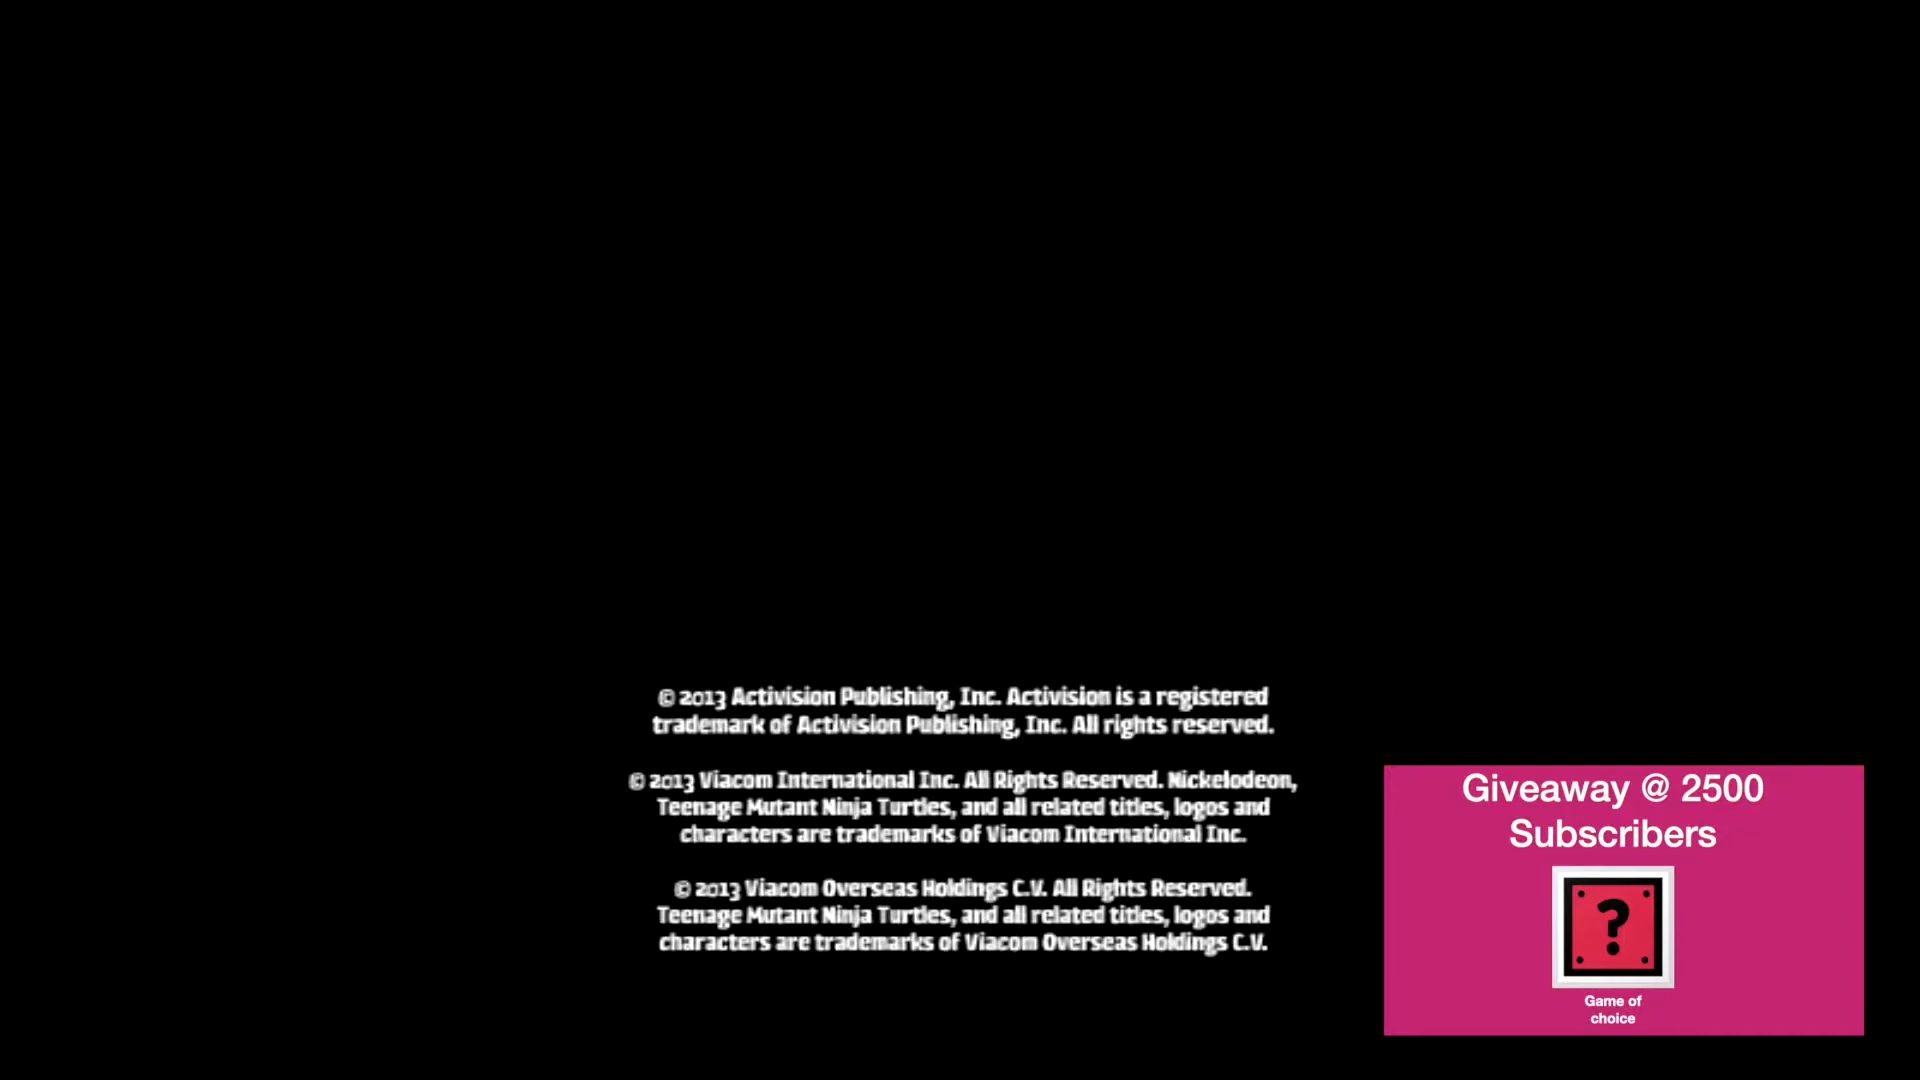 © 2013 Activision Publishing, Inc. Activision is a registered
trademark of Activision Publishing, Inc. All rights reserved.
© 2013 Viacom International Inc. All Rights Reserved. Nickelodeon,
Teenage Mutant Ninja Turtles, and all related titles, logos and
characters are trademarks of Viacom International Inc.
© 2013 Viacom Overseas Holdings C.V. All Rights Reserved.
Teenage Mutant Ninja Turtles, and all related titles, logos and
characters are trademarks of Viacom Overseas Holdings C.V.
Giveaway @ 2500
Subscribers
?
Game of
choice